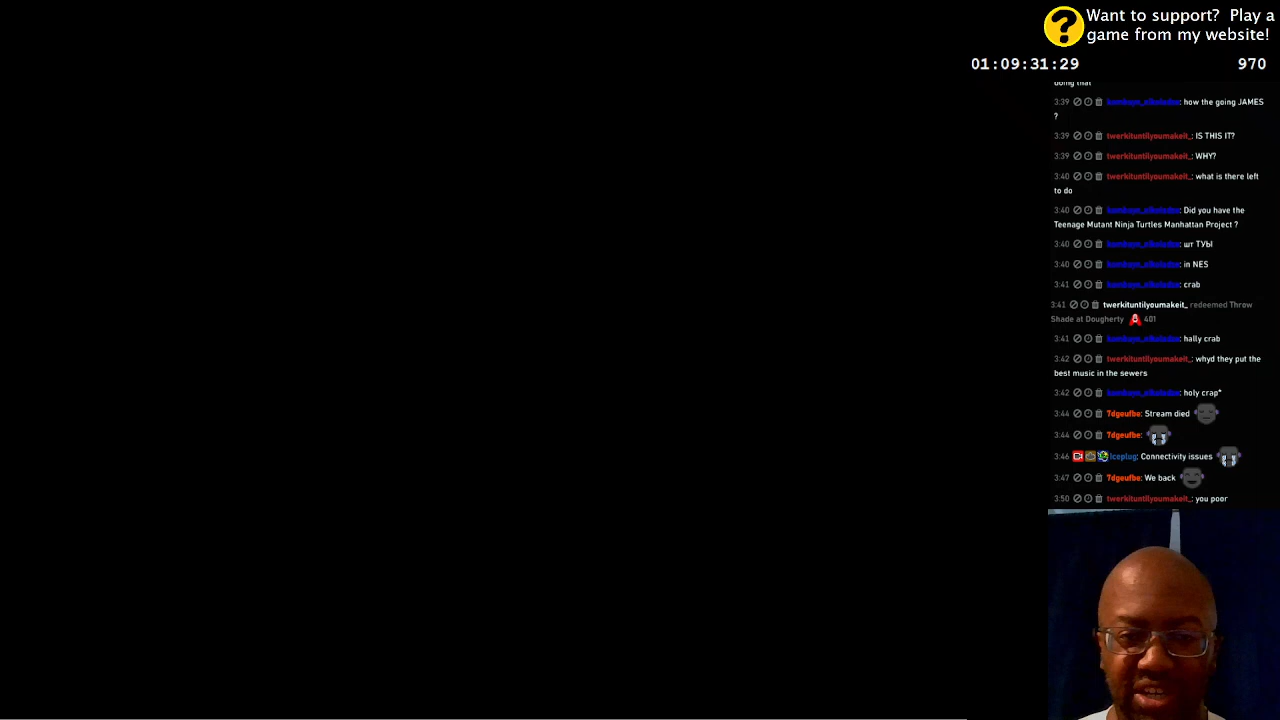 Want to support? Play a
game from my website!
01:09:31:29 970
doing that
3:39 : how the going JAMES
?
3:39 twerkituntilyoumakeit_: IS THIS IT?
3:39 twerkituntilyoumakeit_: WHY?
3:40 twerkituntilyoumakeit_: what is there left
to do
3:40 : Did you have the
Teenage Mutant Ninja Turtles Manhattan Project ?
3:40 : шт ТУЫ
3:40 : in NES
3:41 : crab
3:41 twerkituntilyoumakeit_ redeemed Throw
Shade at Dougherty 401
3:41 : hally crab
3:42 twerkituntilyoumakeit_: whyd they put the
best music in the sewers
3:42 : holy crap*
3:44 7dgeufbe: Stream died
3:44 7dgeufbe:
3:46 Iceplug: Connectivity issues
3:47 7dgeufbe: We back
3:50 twerkituntilyoumakeit_: you poor